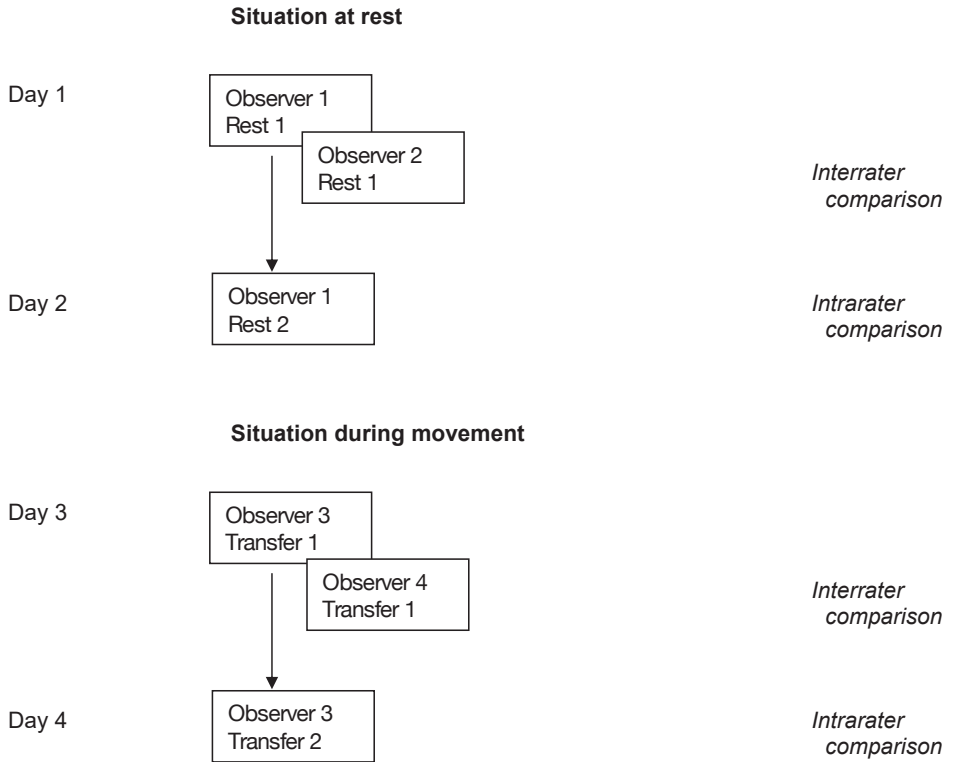 Situation at rest
Day 1
Observer 1
Rest 1
Observer 2
Rest 1
Interrater
comparison
Day 2
Observer 1
Rest 2
Intrarater
comparison
Situation during movement
Day 3
Observer 3
Transfer 1
Observer 4
Transfer 1
Interrater
comparison
Day 4
Observer 3
Transfer 2
Intrarater
comparison